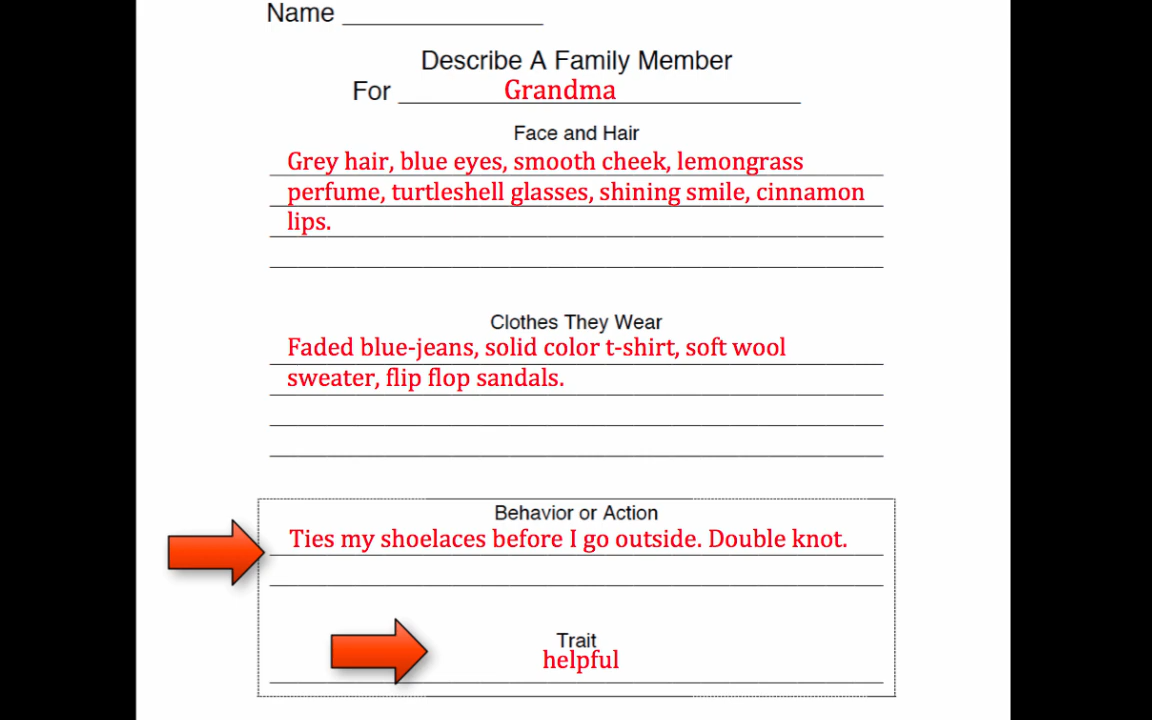 Name
Describe A Family Member
For Grandma
Face and Hair
Grey hair, blue eyes, smooth cheek, lemongrass
perfume, turtleshell glasses, shining smile, cinnamon
lips.
Clothes They Wear
Faded blue-jeans, solid color t-shirt, soft wool
sweater, flip flop sandals.
Behavior or Action
Ties my shoelaces before I go outside. Double knot.
Trait
helpful